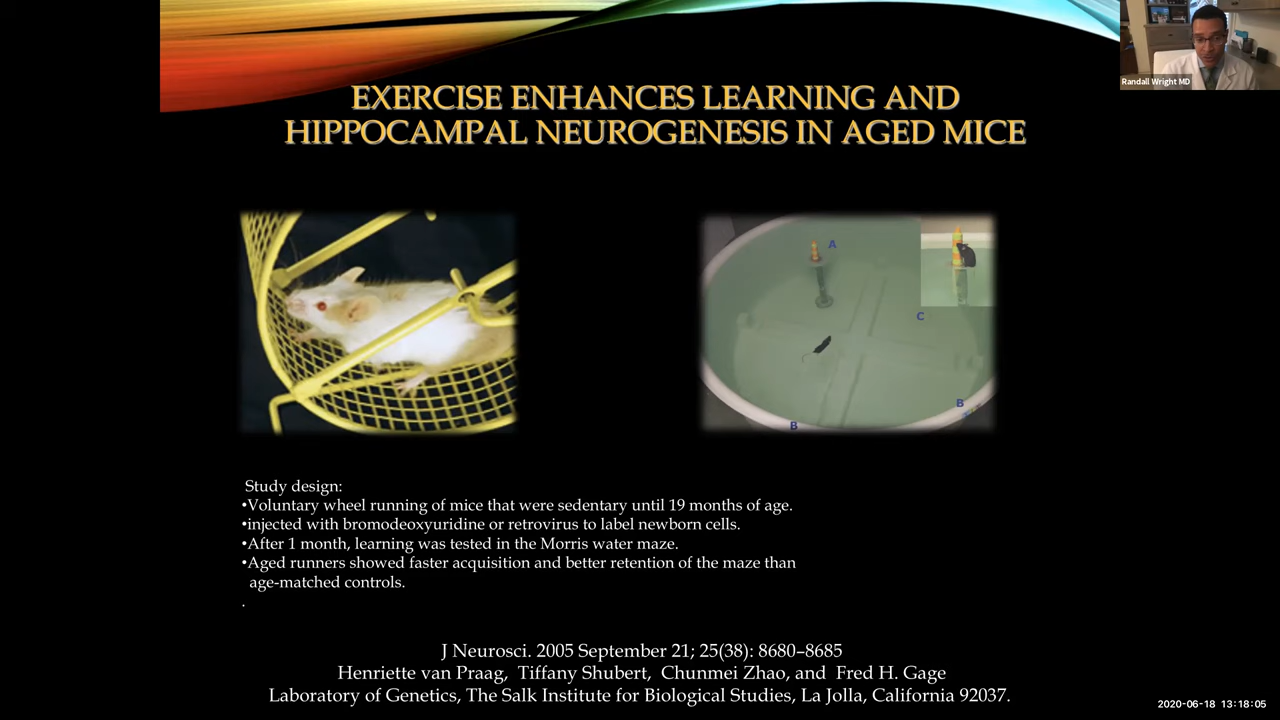 Randall Wright MD
EXERCISE ENHANCES LEARNING AND
HIPPOCAMPAL NEUROGENESIS IN AGED MICE
A
C
B
B
Study design:
•Voluntary wheel running of mice that were sedentary until 19 months of age.
•injected with bromodeoxyuridine or retrovirus to label newborn cells.
•After 1 month, learning was tested in the Morris water maze.
•Aged runners showed faster acquisition and better retention of the maze than
age-matched controls.
.
J Neurosci. 2005 September 21; 25(38): 8680–8685
Henriette van Praag, Tiffany Shubert, Chunmei Zhao, and Fred H. Gage
Laboratory of Genetics, The Salk Institute for Biological Studies, La Jolla, California 92037.
2020-06-18 13:18:05